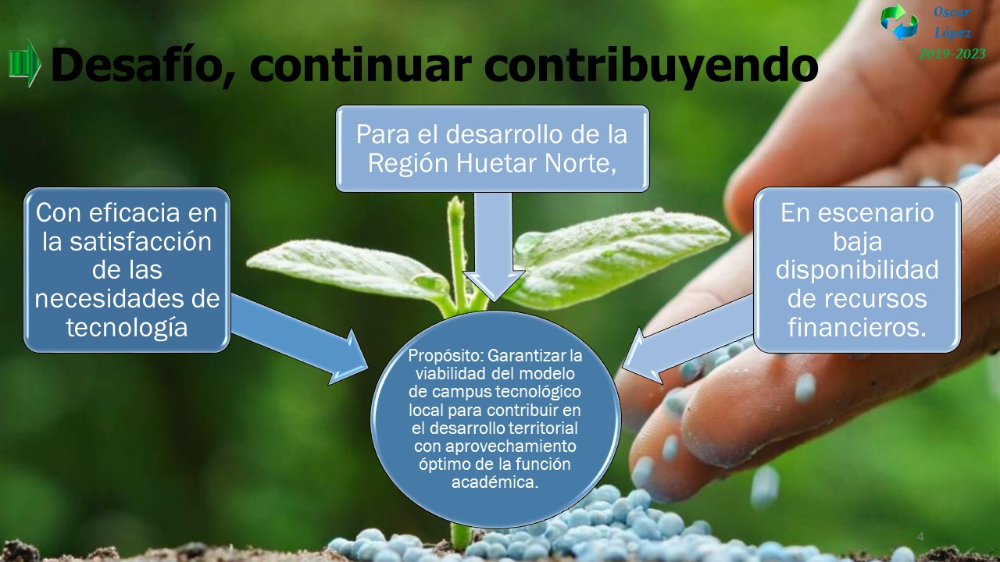 Oscar
López
2019-2023
Desafío, continuar contribuyendo
Para el desarrollo de la
Región Huetar Norte,
Con eficacia en
la satisfacción
de las
necesidades de
tecnología
En escenario
baja
disponibilidad
de recursos
financieros.
Propósito: Garantizar la
viabilidad del modelo
de campus tecnológico
local para contribuir en
el desarrollo territorial
con aprovechamiento
óptimo de la función
académica.
4